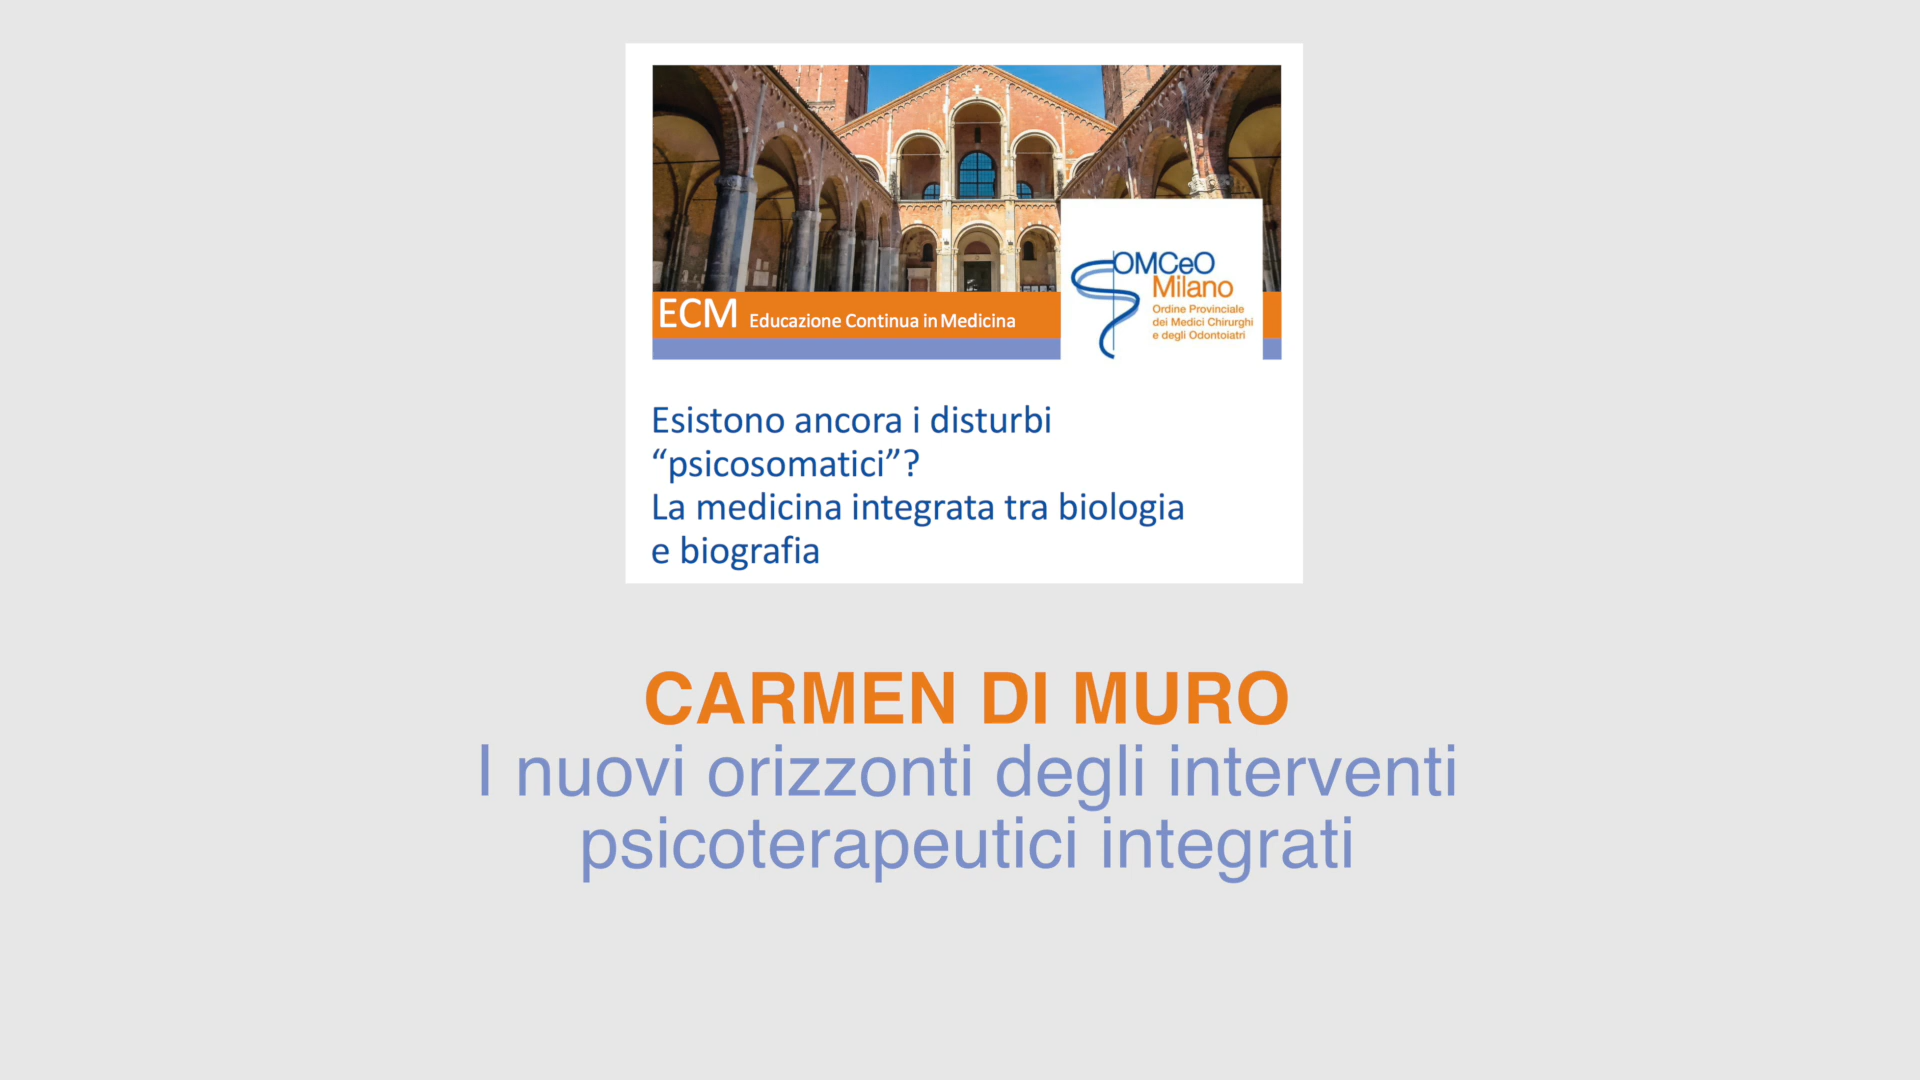 OMCeO
Milano
Ordine Provinciale
dei Medici Chirurghi
e degli Odontoiatri
ECM Educazione Continua in Medicina
Esistono ancora i disturbi
“psicosomatici”?
La medicina integrata tra biologia
e biografia
CARMEN DI MURO
I nuovi orizzonti degli interventi
psicoterapeutici integrati